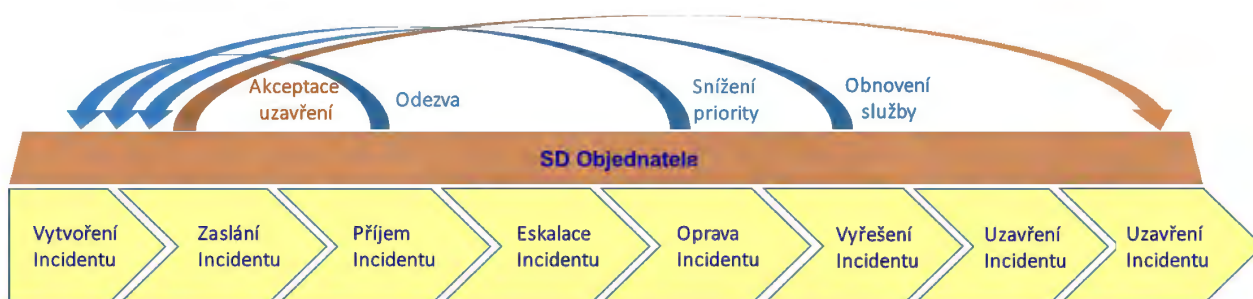 Akceptace
uzavření
Odezva
Snížení
priority
Obnovení
služby
SD Objednatele
Vytvoření
Incidentu
Zaslání
Incidentu
Příjem
Incidentu
Eskalace
Incidentu
Oprava
Incidentu
Vyřešení
Incidentu
Uzavření
Incidentu
Uzavření
Incidentu